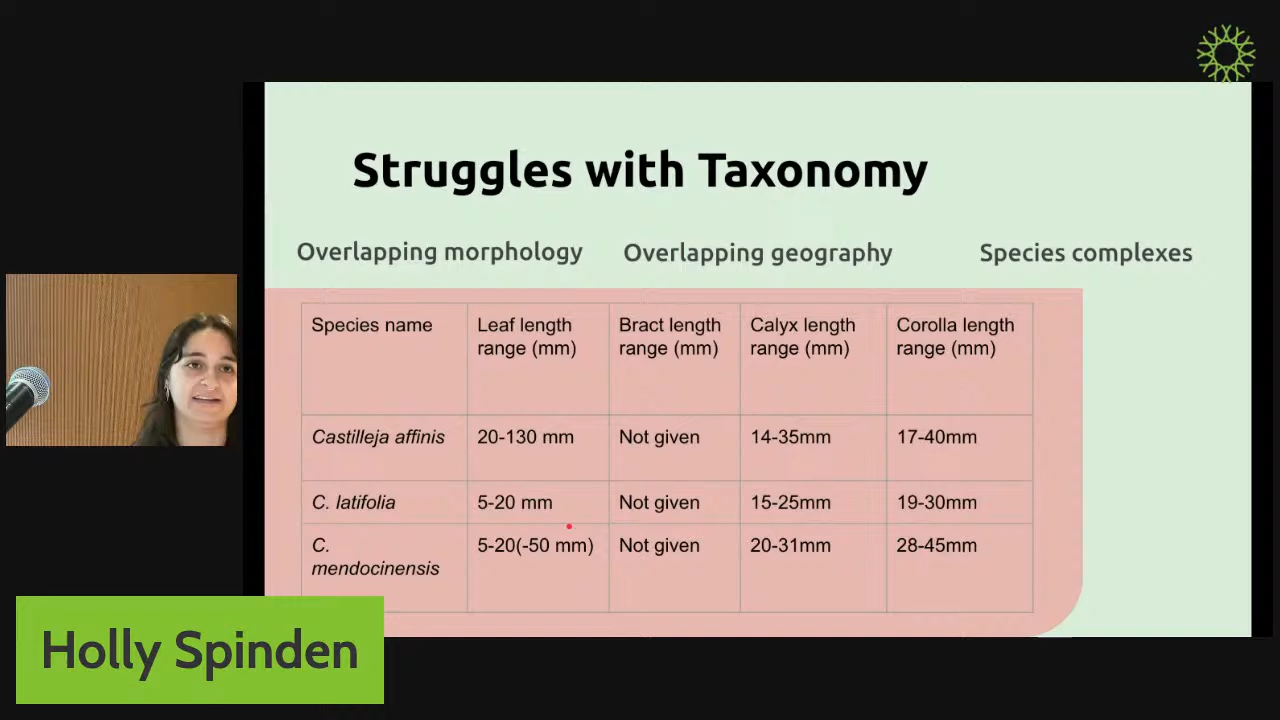 Struggles with Taxonomy
Overlapping morphology Overlapping geography Species complexes
Species name Leaf length range (mm) Bract length range (mm) Calyx length range (mm) Corolla length range (mm)
Castilleja affinis 20-130 mm Not given 14-35mm 17-40mm
C. latifolia 5-20 mm Not given 15-25mm 19-30mm
C. mendocinensis 5-20(-50 mm) Not given 20-31mm 28-45mm
Holly Spinden